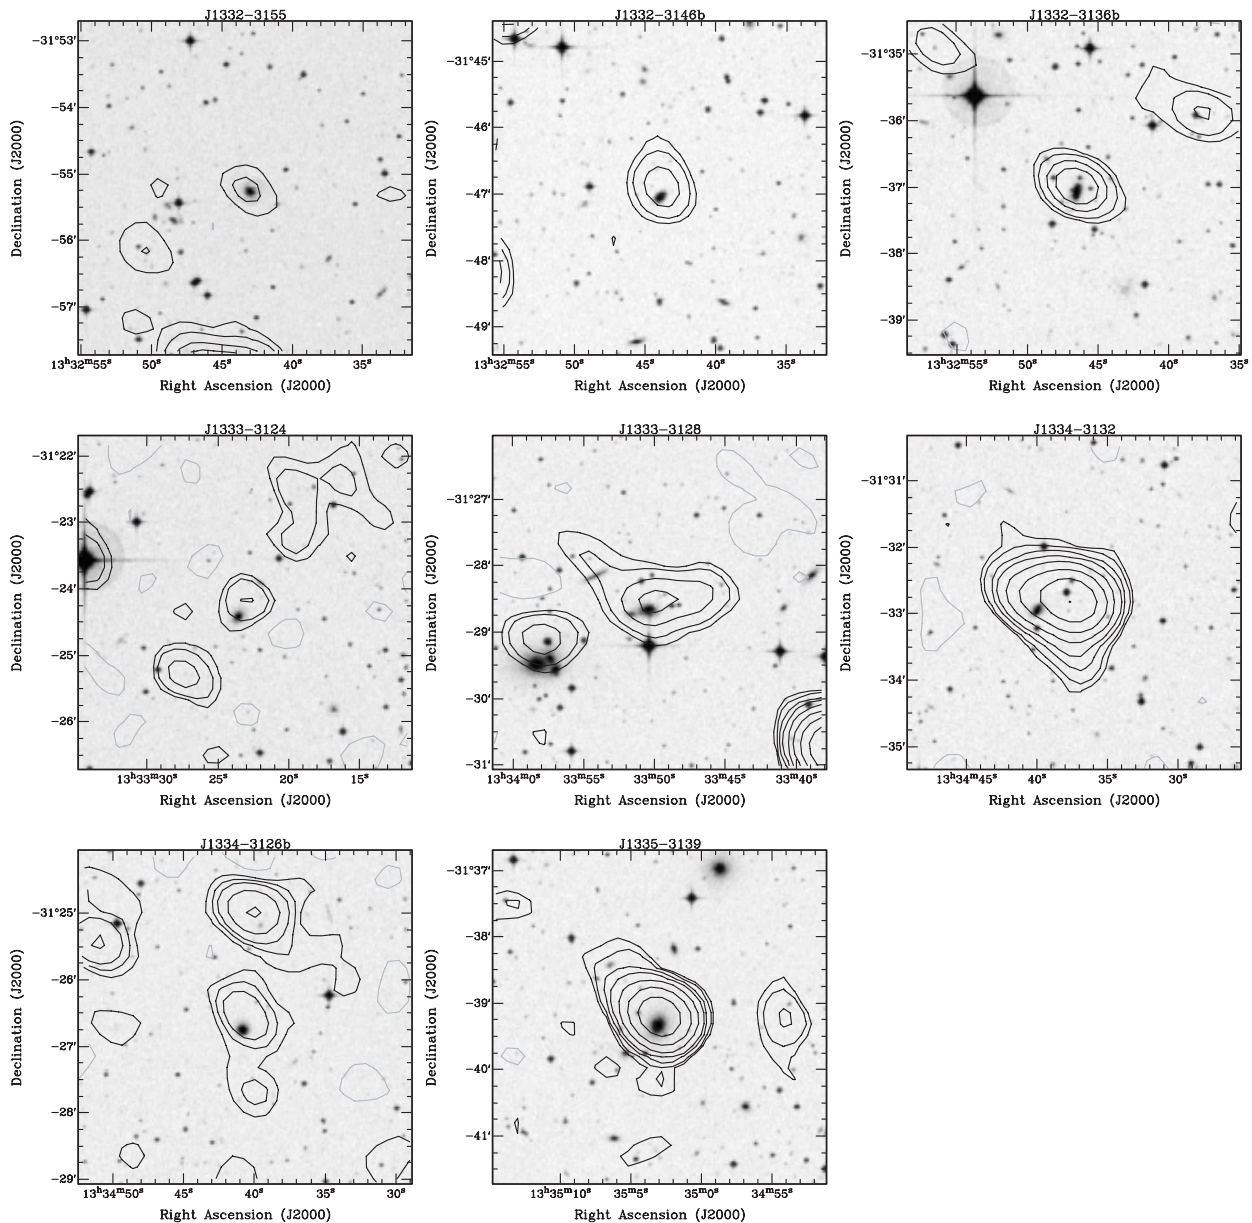 J1332-3155
Declination (J2000)
-31°53′
-54′
-55′
-56′
-57′
13ʰ32ᵐ55ˢ 50ˢ 40ˢ 35ˢ
Right Ascension (J2000)
J1332-3146b
Declination (J2000)
-31°45′
-46′
-47′
-48′
-49′
13ʰ32ᵐ55ˢ 50ˢ 45ˢ 40ˢ 35ˢ
Right Ascension (J2000)
J1332-3136b
Declination (J2000)
-31°35′
-36′
-37′
-38′
-39′
13ʰ32ᵐ55ˢ 50ˢ 45ˢ 40ˢ 35ˢ
Right Ascension (J2000)
J1333-3124
Declination (J2000)
-31°22′
-23′
-24′
-25′
-26′
13ʰ33ᵐ30ˢ 25ˢ 20ˢ 15ˢ
Right Ascension (J2000)
J1333-3128
Declination (J2000)
-31°27′
-28′
-29′
-30′
-31′
13ʰ34ᵐ0ˢ 33ᵐ55ˢ 33ᵐ50ˢ 33ᵐ45ˢ 33ᵐ40ˢ
Right Ascension (J2000)
J1334-3132
Declination (J2000)
-31°31′
-32′
-33′
-34′
-35′
13ʰ34ᵐ45ˢ 40ˢ 35ˢ 30ˢ
Right Ascension (J2000)
J1334-3126b
Declination (J2000)
-31°25′
-26′
-27′
-28′
-29′
13ʰ34ᵐ50ˢ 45ˢ 40ˢ 35ˢ 30ˢ
Right Ascension (J2000)
J1335-3139
Declination (J2000)
-31°37′
-38′
-39′
-40′
-41′
13ʰ35ᵐ10ˢ 35ᵐ5ˢ 35ᵐ0ˢ 34ᵐ55ˢ
Right Ascension (J2000)